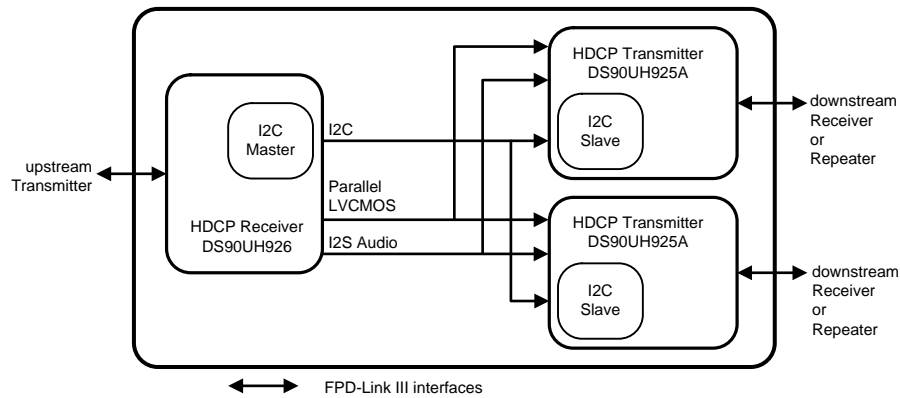 upstream
Transmitter
HDCP Receiver
DS90UH926
I2C
Master
I2C
Parallel
LVCMOS
I2S Audio
HDCP Transmitter
DS90UH925A
I2C
Slave
downstream
Receiver
or
Repeater
HDCP Transmitter
DS90UH925A
I2C
Slave
downstream
Receiver
or
Repeater
FPD-Link III interfaces